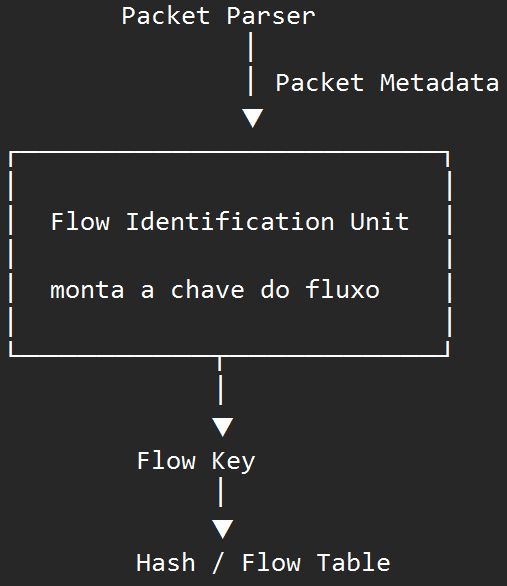 Packet Parser
Packet Metadata
Flow Identification Unit
monta a chave do fluxo
Flow Key
Hash / Flow Table